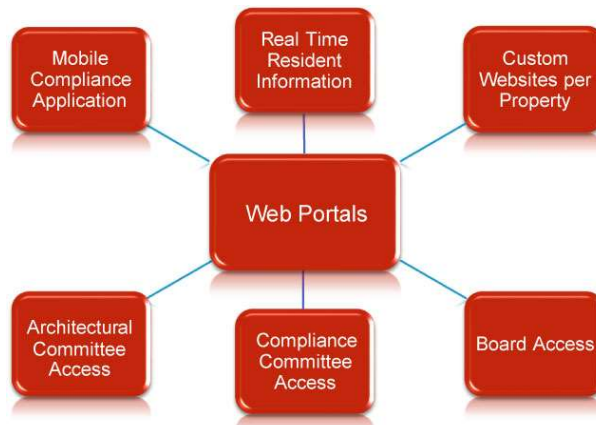 Mobile
Compliance
Application
Real Time
Resident
Information
Custom
Websites per
Property
Web Portals
Architectural
Committee
Access
Compliance
Committee
Access
Board Access